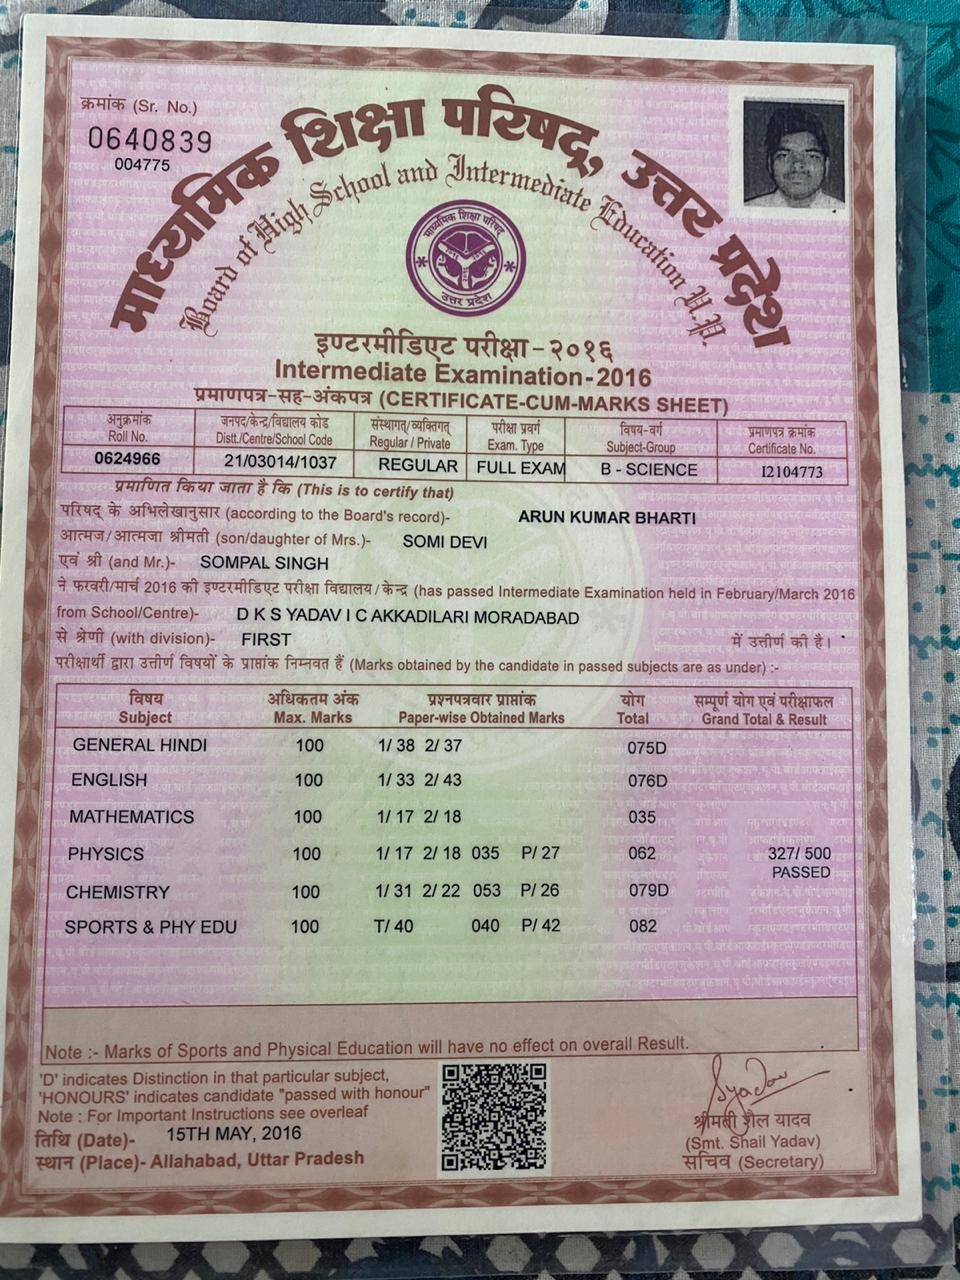 क्रमांक (Sr. No.)
0640839
004775
माध्यमिक शिक्षा परिषद्, उत्तर प्रदेश
Board of High School and Intermediate Education U.P.
माध्यमिक शिक्षा परिषद
उत्तर प्रदेश
इण्टरमीडिएट परीक्षा-२०१६
Intermediate Examination-2016
प्रमाणपत्र-सह-अंकपत्र (CERTIFICATE-CUM-MARKS SHEET)
अनुक्रमांक जनपद/केन्द्र/विद्यालय कोड संस्थागत/व्यक्तिगत परीक्षा प्रवर्ग विषय-वर्ग प्रमाणपत्र क्रमांक
Roll No. Distt./Centre/School Code Regular / Private Exam. Type Subject-Group Certificate No.
0624966 21/03014/1037 REGULAR FULL EXAM B - SCIENCE I2104773
प्रमाणित किया जाता है कि (This is to certify that)
परिषद् के अभिलेखानुसार (according to the Board's record)- ARUN KUMAR BHARTI
आत्मज/आत्मजा श्रीमती (son/daughter of Mrs.)- SOMI DEVI
एवं श्री (and Mr.)- SOMPAL SINGH
ने फरवरी/मार्च 2016 की इण्टरमीडिएट परीक्षा विद्यालय/केन्द्र (has passed Intermediate Examination held in February/March 2016
from School/Centre)- D K S YADAV I C AKKADILARI MORADABAD
से श्रेणी (with division)- FIRST में उत्तीर्ण की है।
परीक्षार्थी द्वारा उत्तीर्ण विषयों के प्राप्तांक निम्नवत हैं (Marks obtained by the candidate in passed subjects are as under) :-
विषय अधिकतम अंक प्रश्नपत्रवार प्राप्तांक योग सम्पूर्ण योग एवं परीक्षाफल
Subject Max. Marks Paper-wise Obtained Marks Total Grand Total & Result
GENERAL HINDI 100 1/ 38 2/ 37 075D
ENGLISH 100 1/ 33 2/ 43 076D
MATHEMATICS 100 1/ 17 2/ 18 035
PHYSICS 100 1/ 17 2/ 18 035 P/ 27 062 327/ 500
PASSED
CHEMISTRY 100 1/ 31 2/ 22 053 P/ 26 079D
SPORTS & PHY EDU 100 T/ 40 040 P/ 42 082
Note :- Marks of Sports and Physical Education will have no effect on overall Result.
'D' indicates Distinction in that particular subject,
'HONOURS' indicates candidate "passed with honour"
Note : For Important Instructions see overleaf
तिथि (Date)- 15TH MAY, 2016
स्थान (Place)- Allahabad, Uttar Pradesh
Syadav
श्रीमती शैल यादव
(Smt. Shail Yadav)
सचिव (Secretary)